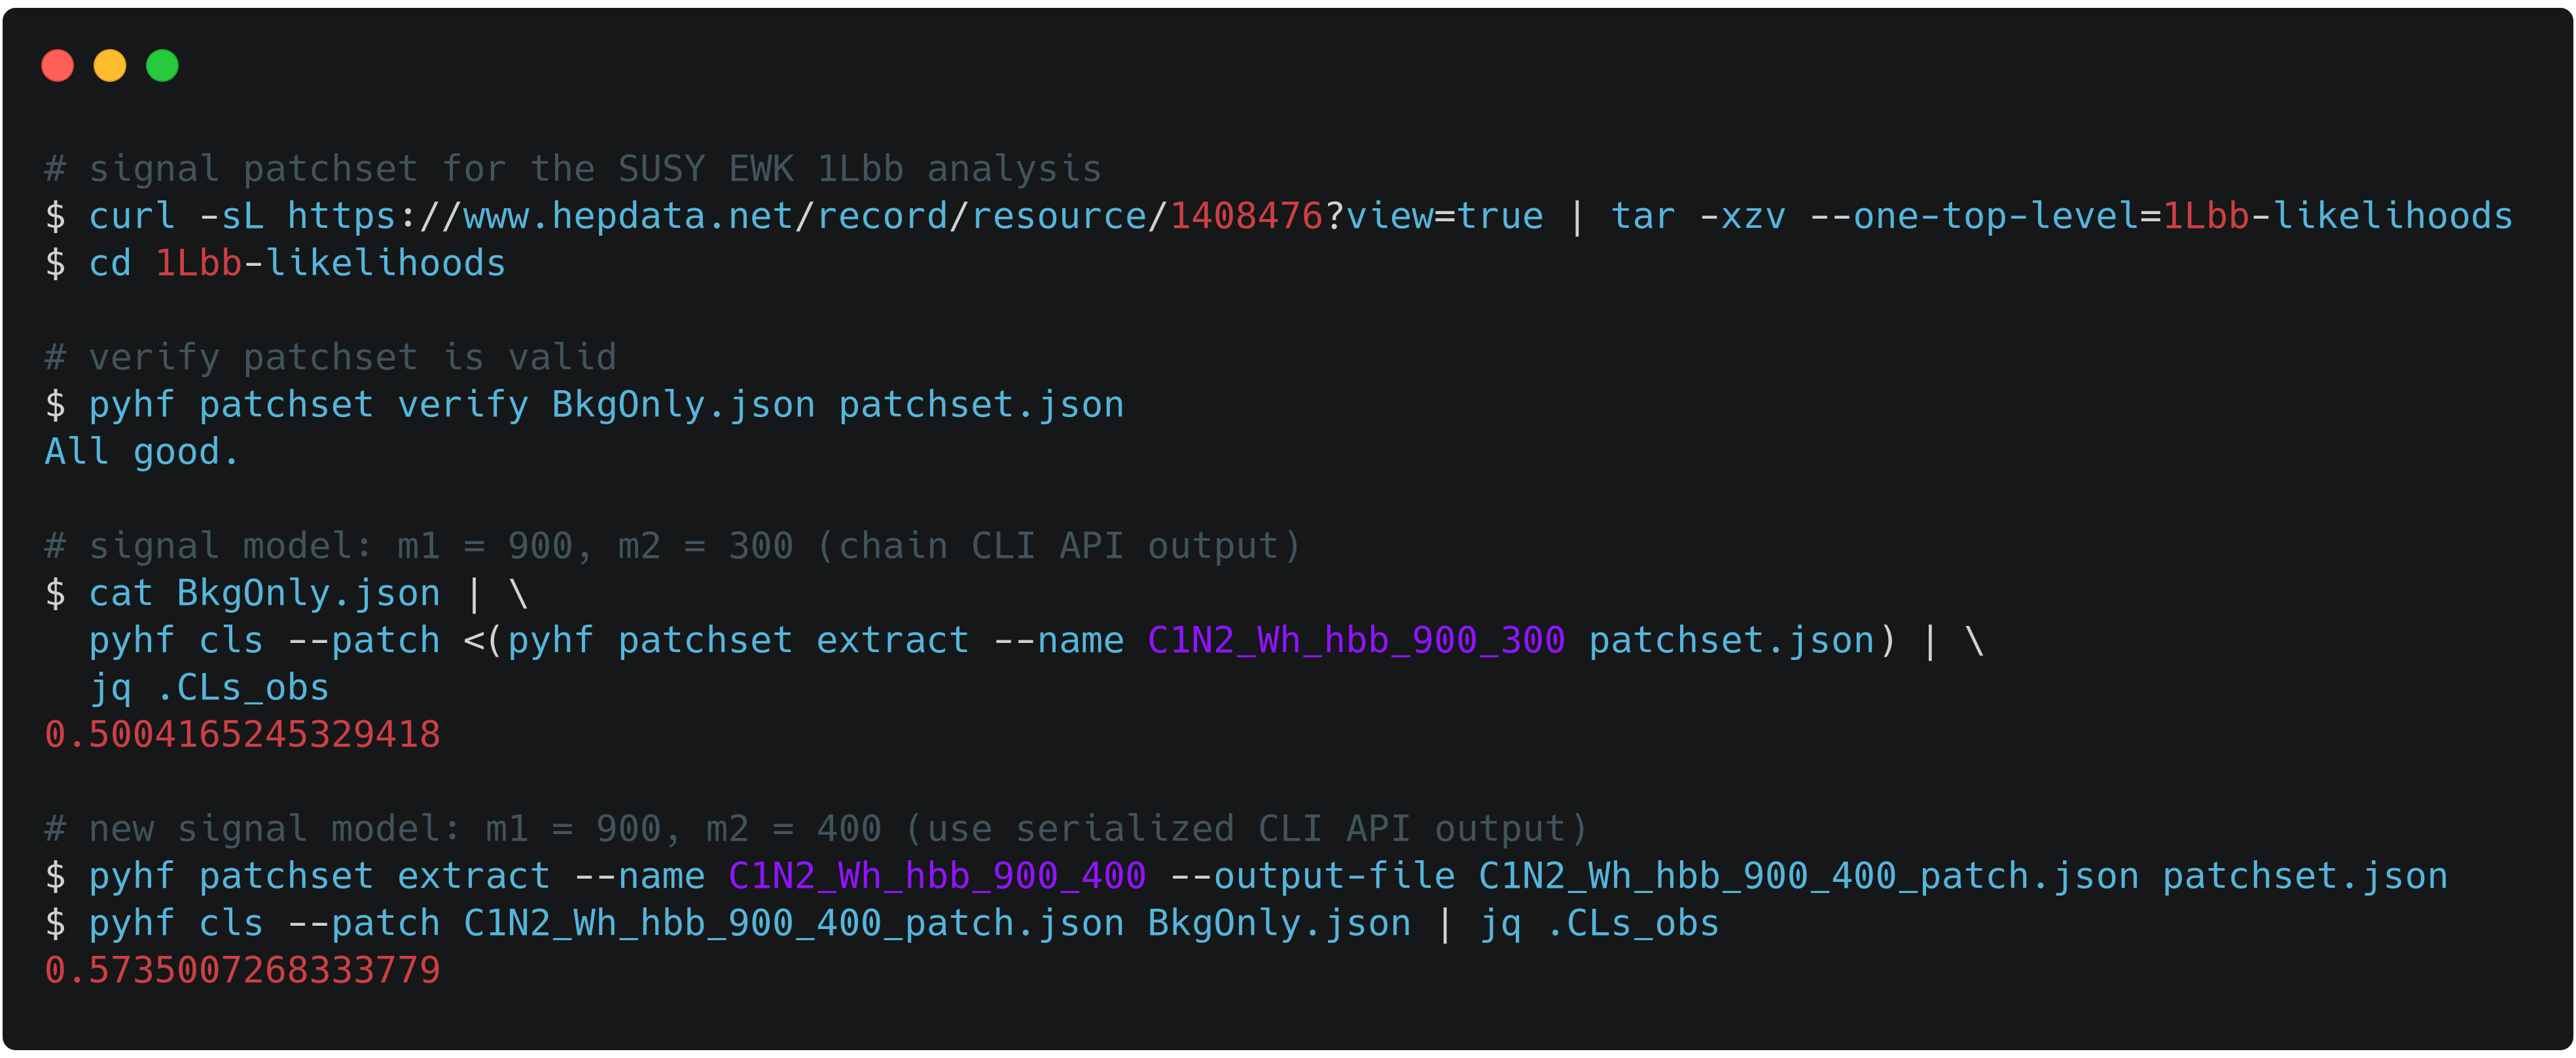 # signal patchset for the SUSY EWK 1Lbb analysis
$ curl -sL https://www.hepdata.net/record/resource/1408476?view=true | tar -xzv --one-top-level=1Lbb-likelihoods
$ cd 1Lbb-likelihoods
# verify patchset is valid
$ pyhf patchset verify BkgOnly.json patchset.json
All good.
# signal model: m1 = 900, m2 = 300 (chain CLI API output)
$ cat BkgOnly.json | \
  pyhf cls --patch <(pyhf patchset extract --name C1N2_Wh_hbb_900_300 patchset.json) | \
  jq .CLs_obs
0.5004165245329418
# new signal model: m1 = 900, m2 = 400 (use serialized CLI API output)
$ pyhf patchset extract --name C1N2_Wh_hbb_900_400 --output-file C1N2_Wh_hbb_900_400_patch.json patchset.json
$ pyhf cls --patch C1N2_Wh_hbb_900_400_patch.json BkgOnly.json | jq .CLs_obs
0.5735007268333779